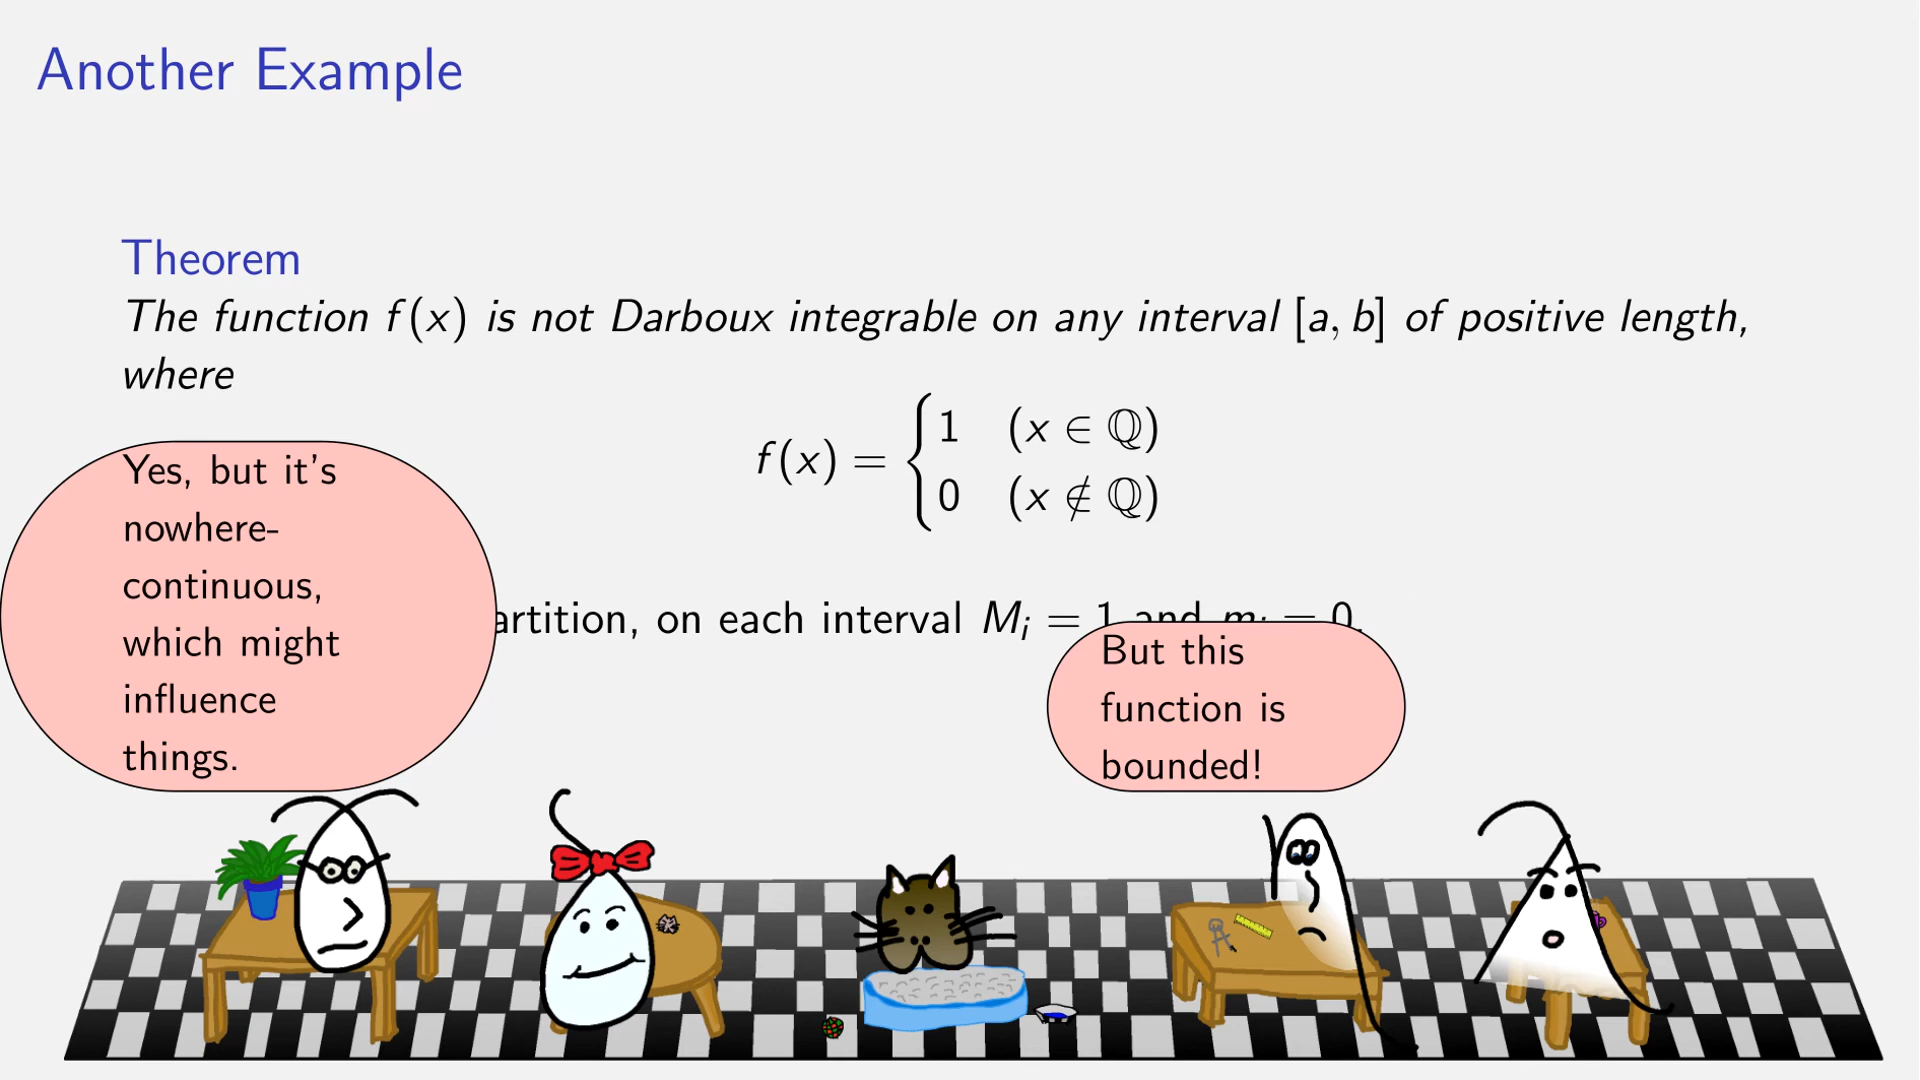 Another Example
Theorem
The function f(x) is not Darboux integrable on any interval [a, b] of positive length,
where
f(x) = { 1 (x ∈ ℚ)
0 (x ∉ ℚ)
artition, on each interval M_i = 1 and m_i = 0.
Yes, but it's
nowhere-
continuous,
which might
influence
things.
But this
function is
bounded!